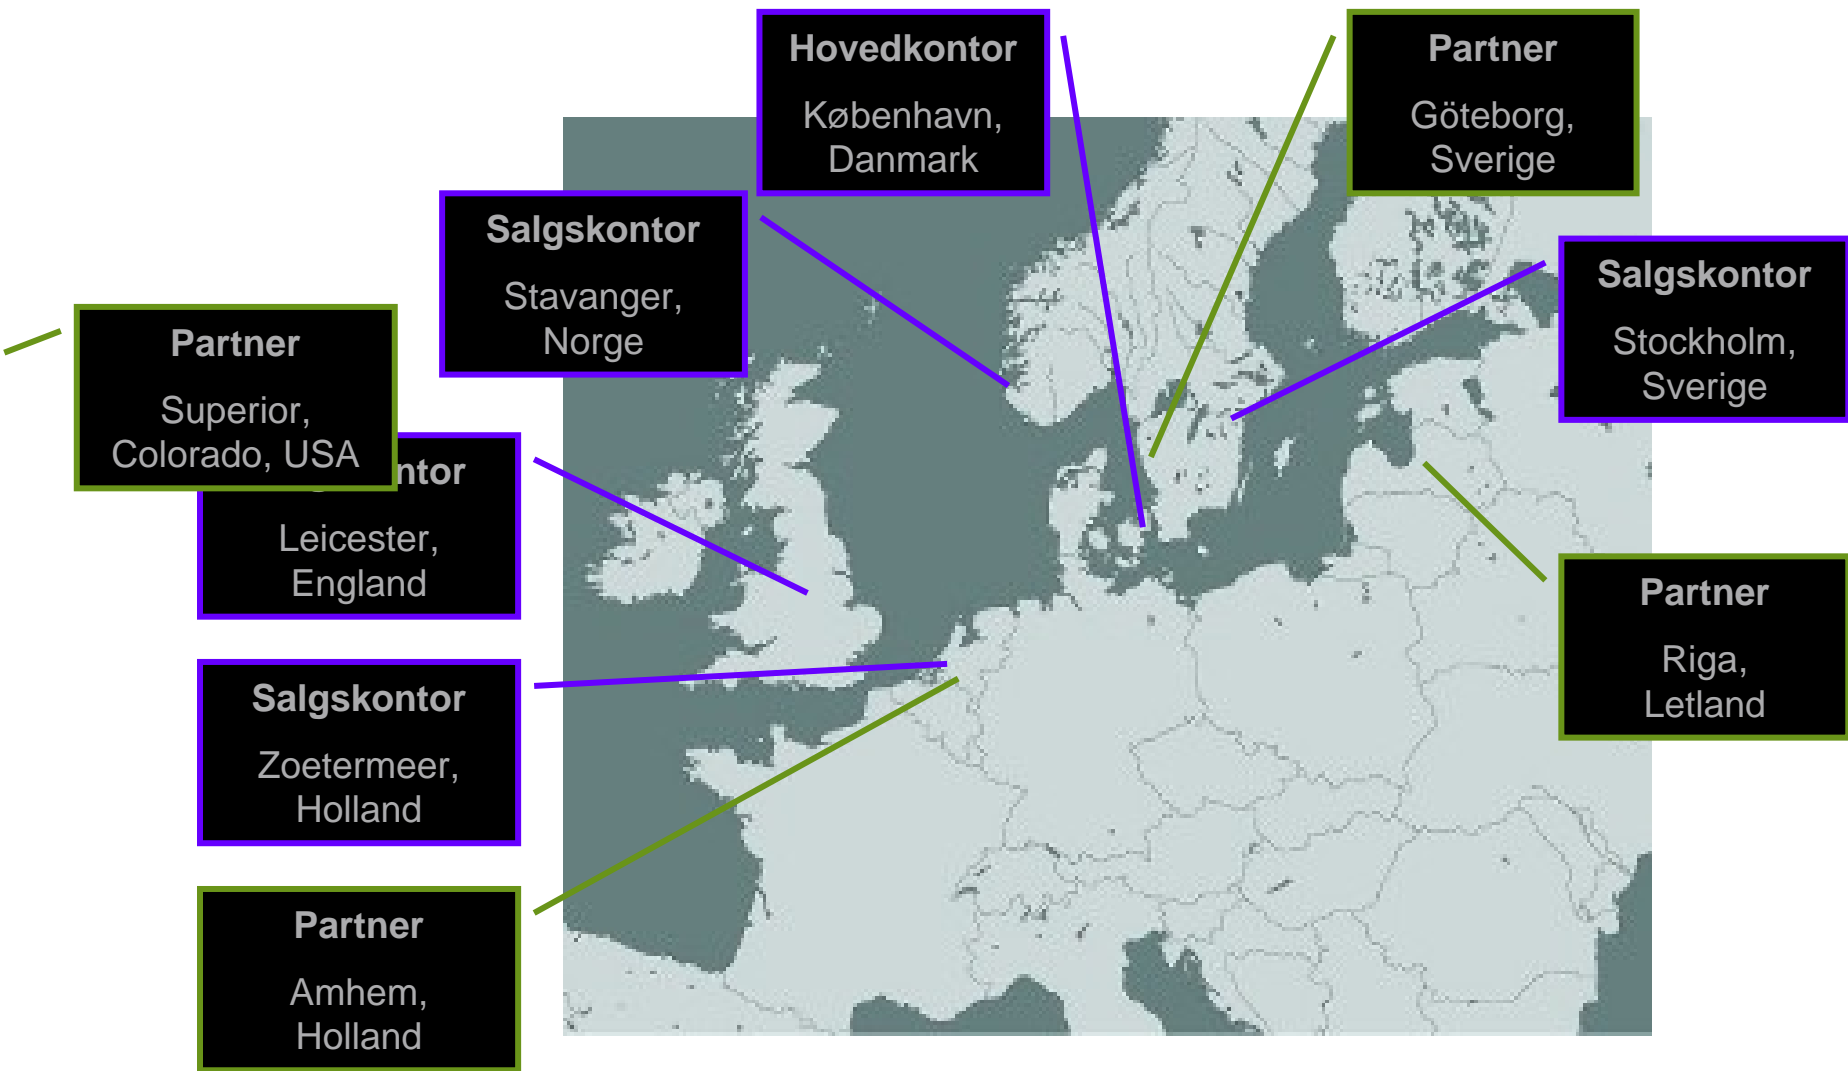 Hovedkontor
København,
Danmark
Partner
Göteborg,
Sverige
Salgskontor
Stavanger,
Norge
Salgskontor
Stockholm,
Sverige
Partner
Superior,
Colorado, USA
Leicester,
England
Partner
Riga,
Letland
Salgskontor
Zoetermeer,
Holland
Partner
Amhem,
Holland